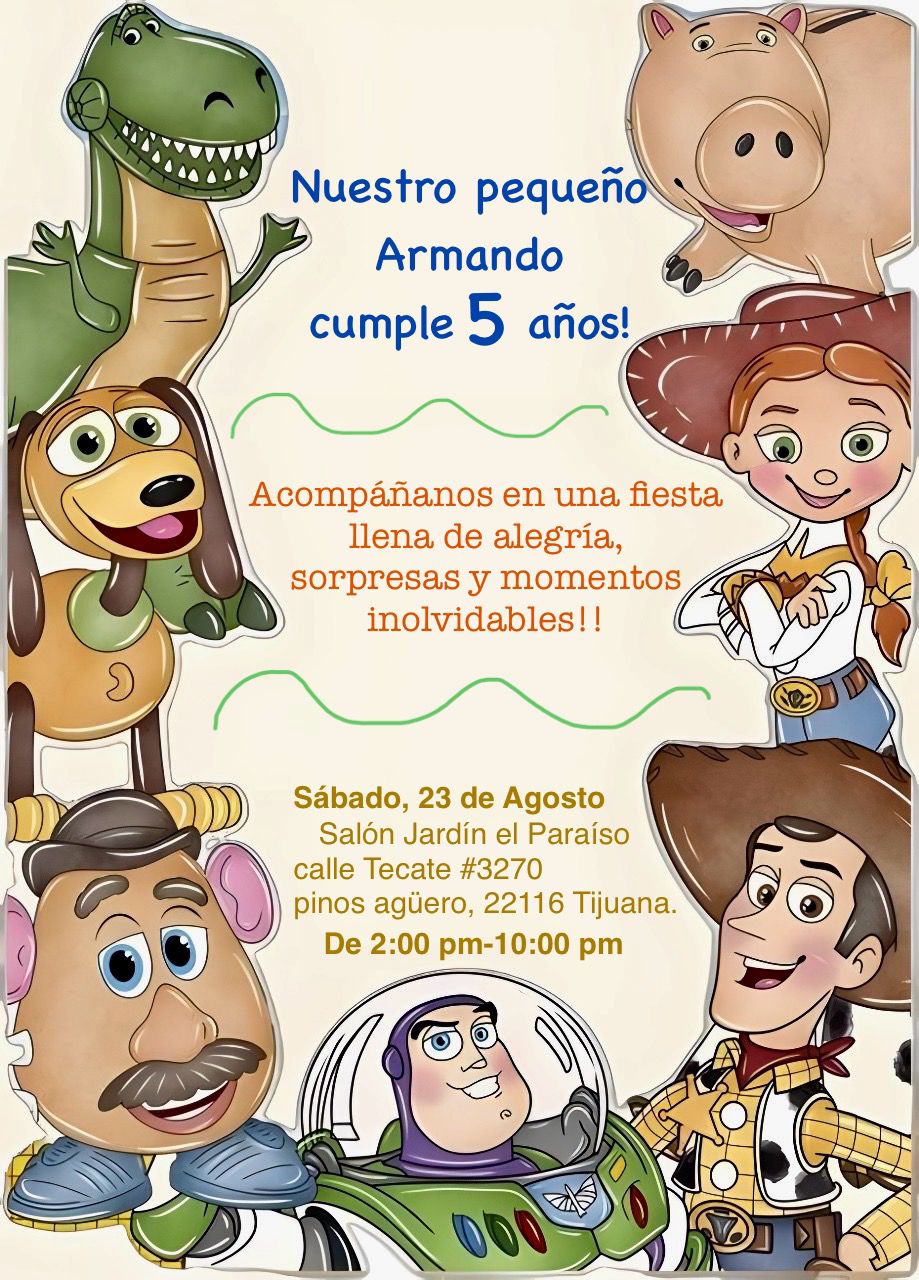 Nuestro pequeño
Armando
cumple 5 años!
Acompáñanos en una fiesta
llena de alegría,
sorpresas y momentos
inolvidables!!
Sábado, 23 de Agosto
Salón Jardín el Paraíso
calle Tecate #3270
pinos agüero, 22116 Tijuana.
De 2:00 pm-10:00 pm